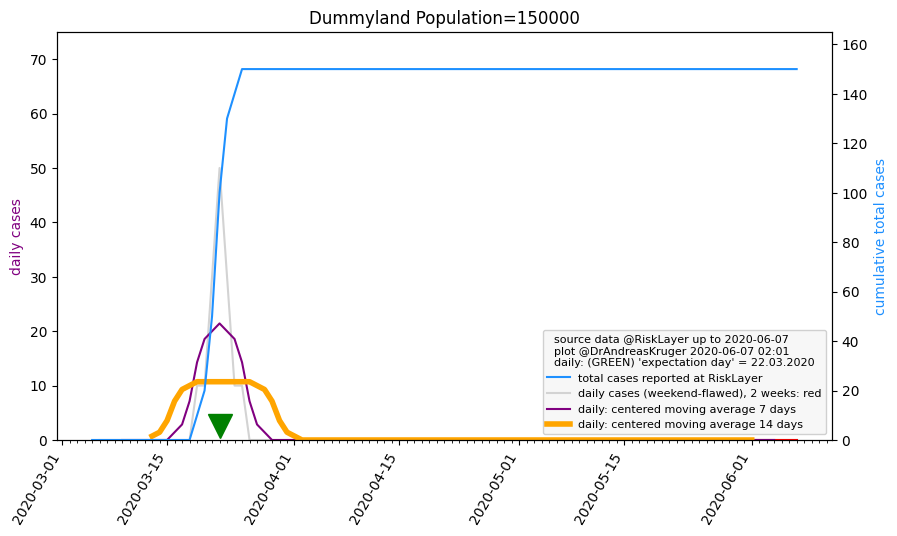 Dummyland Population=150000
daily cases
70
60
50
40
30
20
10
0
160
140
120
100
80
60
40
20
0
cumulative total cases
source data @RiskLayer up to 2020-06-07
plot @DrAndreasKruger 2020-06-07 02:01
daily: (GREEN) 'expectation day' = 22.03.2020
total cases reported at RiskLayer
daily cases (weekend-flawed), 2 weeks: red
daily: centered moving average 7 days
daily: centered moving average 14 days
2020-03-01
2020-03-15
2020-04-01
2020-04-15
2020-05-01
2020-05-15
2020-06-01